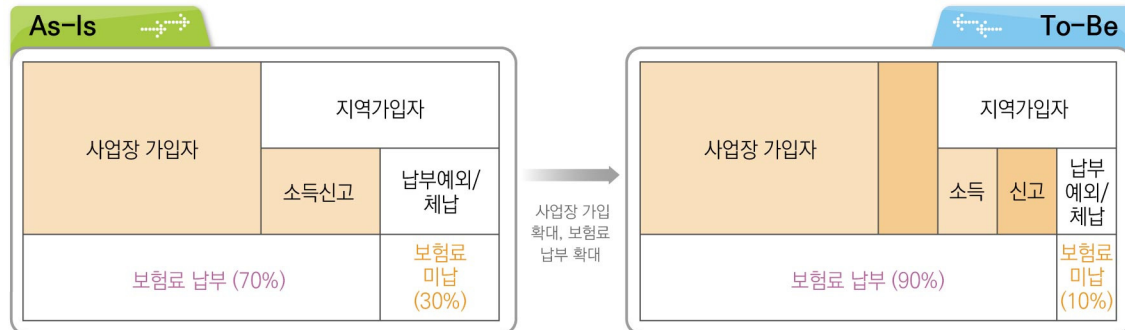 As-Is
사업장 가입자
지역가입자
소득신고
납부예외/
체납
보험료 납부 (70%)
보험료
미납
(30%)
사업장 가입
확대, 보험료
납부 확대
To-Be
사업장 가입자
지역가입자
소득
신고
납부
예외/
체납
보험료 납부 (90%)
보험료
미납
(10%)